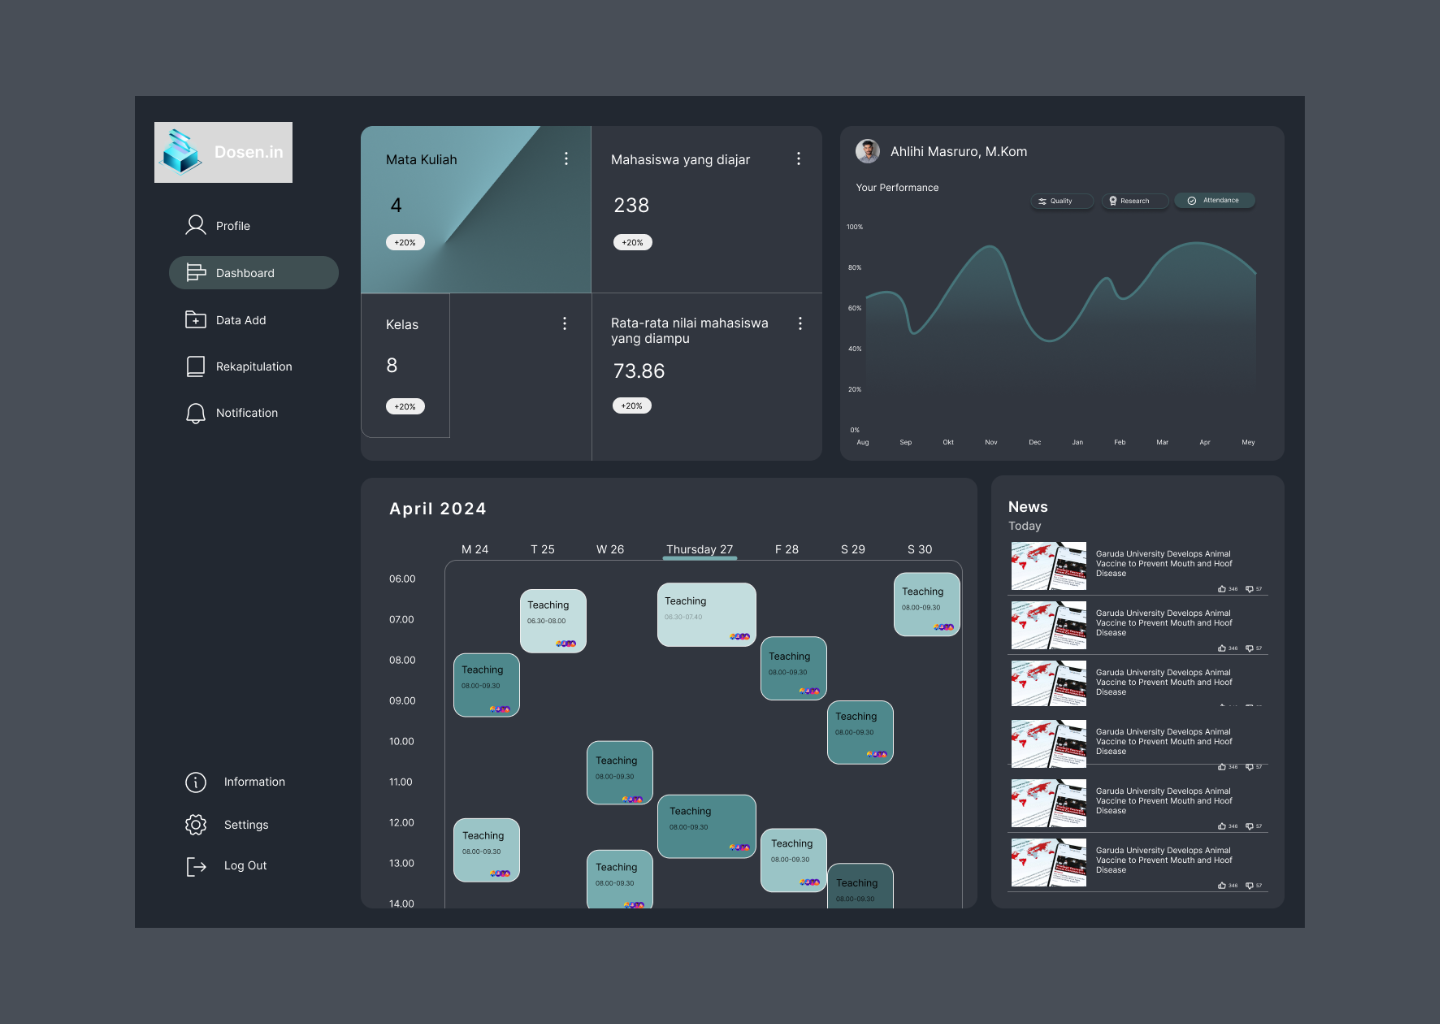 Dosen.in
Profile
Dashboard
Data Add
Rekapitulation
Notification
Information
Settings
Log Out
Mata Kuliah
4
+20%
Mahasiswa yang diajar
238
+20%
Kelas
8
+20%
Rata-rata nilai mahasiswa
yang diampu
73.86
+20%
Ahlihi Masruro, M.Kom
Your Performance
Quality
Research
Attendance
100%
80%
60%
40%
20%
0%
Aug Sep Okt Nov Dec Jan Feb Mar Apr Mey
April 2024
M 24 T 25 W 26 Thursday 27 F 28 S 29 S 30
06.00
07.00
08.00
09.00
10.00
11.00
12.00
13.00
14.00
Teaching
08.00-09.30
Teaching
08.00-09.30
Teaching
06.30-08.00
Teaching
08.00-09.30
Teaching
08.00-09.30
Teaching
06.30-07.40
Teaching
08.00-09.30
Teaching
08.00-09.30
Teaching
08.00-09.30
Teaching
08.00-09.30
Teaching
08.00-09.30
Teaching
08.00-09.30
News
Today
Garuda University Develops Animal
Vaccine to Prevent Mouth and Hoof
Disease
346 57
Garuda University Develops Animal
Vaccine to Prevent Mouth and Hoof
Disease
346 57
Garuda University Develops Animal
Vaccine to Prevent Mouth and Hoof
Disease
Garuda University Develops Animal
Vaccine to Prevent Mouth and Hoof
Disease
346 57
Garuda University Develops Animal
Vaccine to Prevent Mouth and Hoof
Disease
346 57
Garuda University Develops Animal
Vaccine to Prevent Mouth and Hoof
Disease
346 57